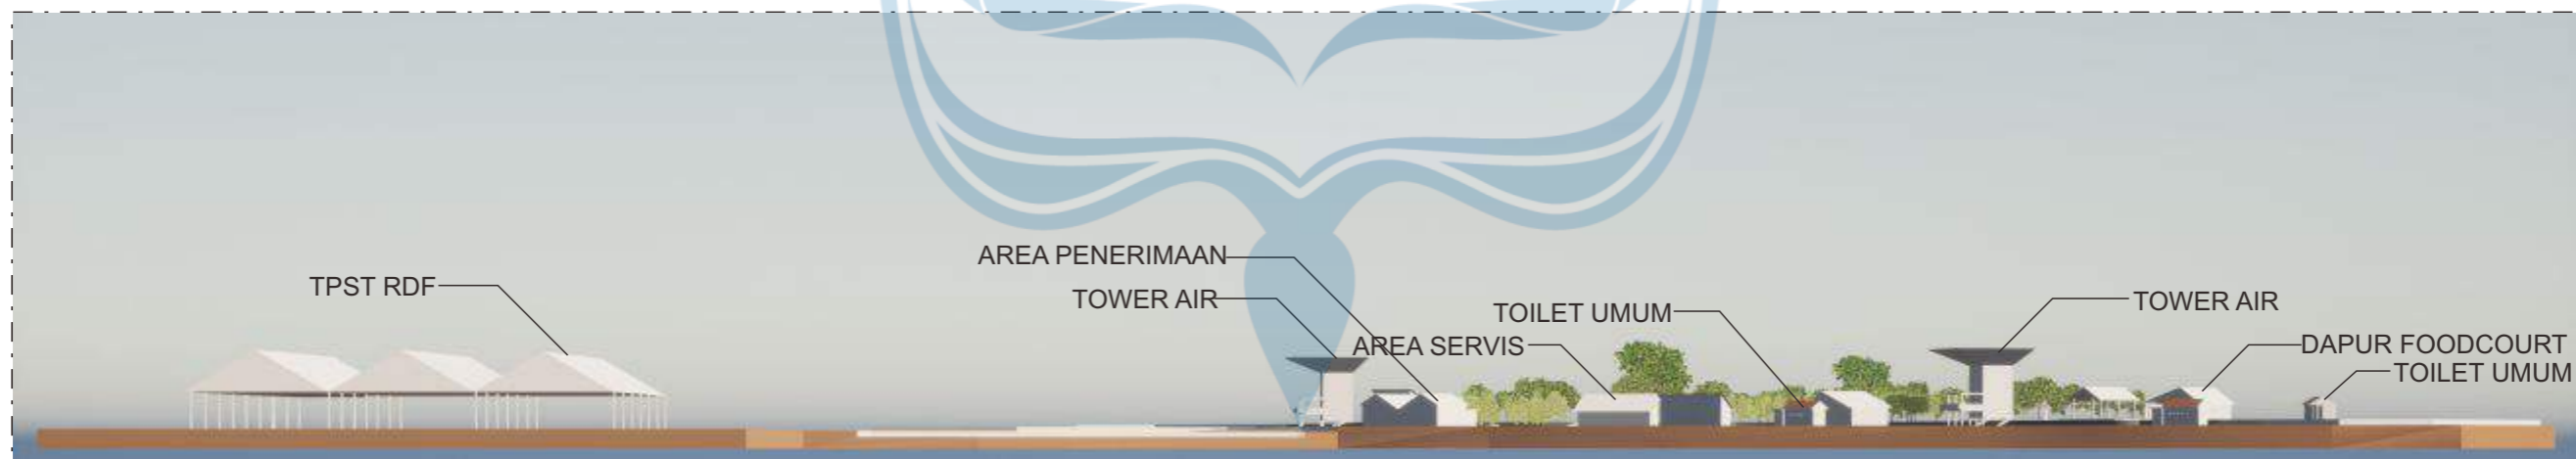 AREA PENERIMAAN
TPST RDF
TOWER AIR
TOILET UMUM
TOWER AIR
AREA SERVIS
DAPUR FOODCOURT
TOILET UMUM